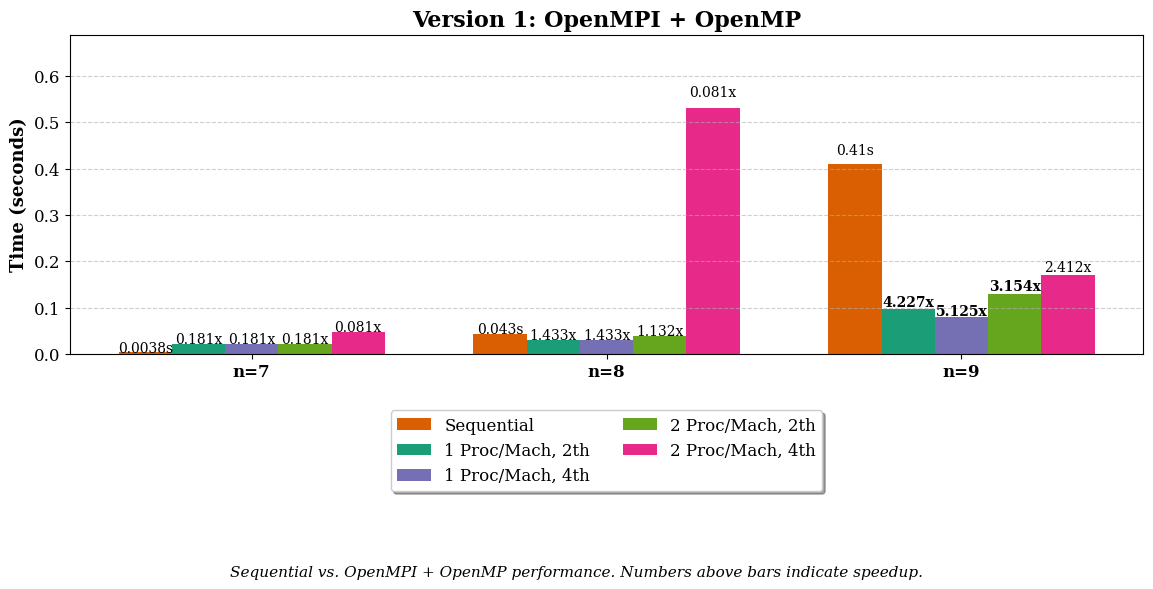 Version 1: OpenMPI + OpenMP
Time (seconds)
0.6
0.5
0.4
0.3
0.2
0.1
0.0
0.0038s
0.181x
0.181x
0.181x
0.081x
0.043s
1.433x
1.433x
1.132x
0.081x
0.41s
4.227x
5.125x
3.154x
2.412x
n=7
n=8
n=9
Sequential
1 Proc/Mach, 2th
1 Proc/Mach, 4th
2 Proc/Mach, 2th
2 Proc/Mach, 4th
Sequential vs. OpenMPI + OpenMP performance. Numbers above bars indicate speedup.